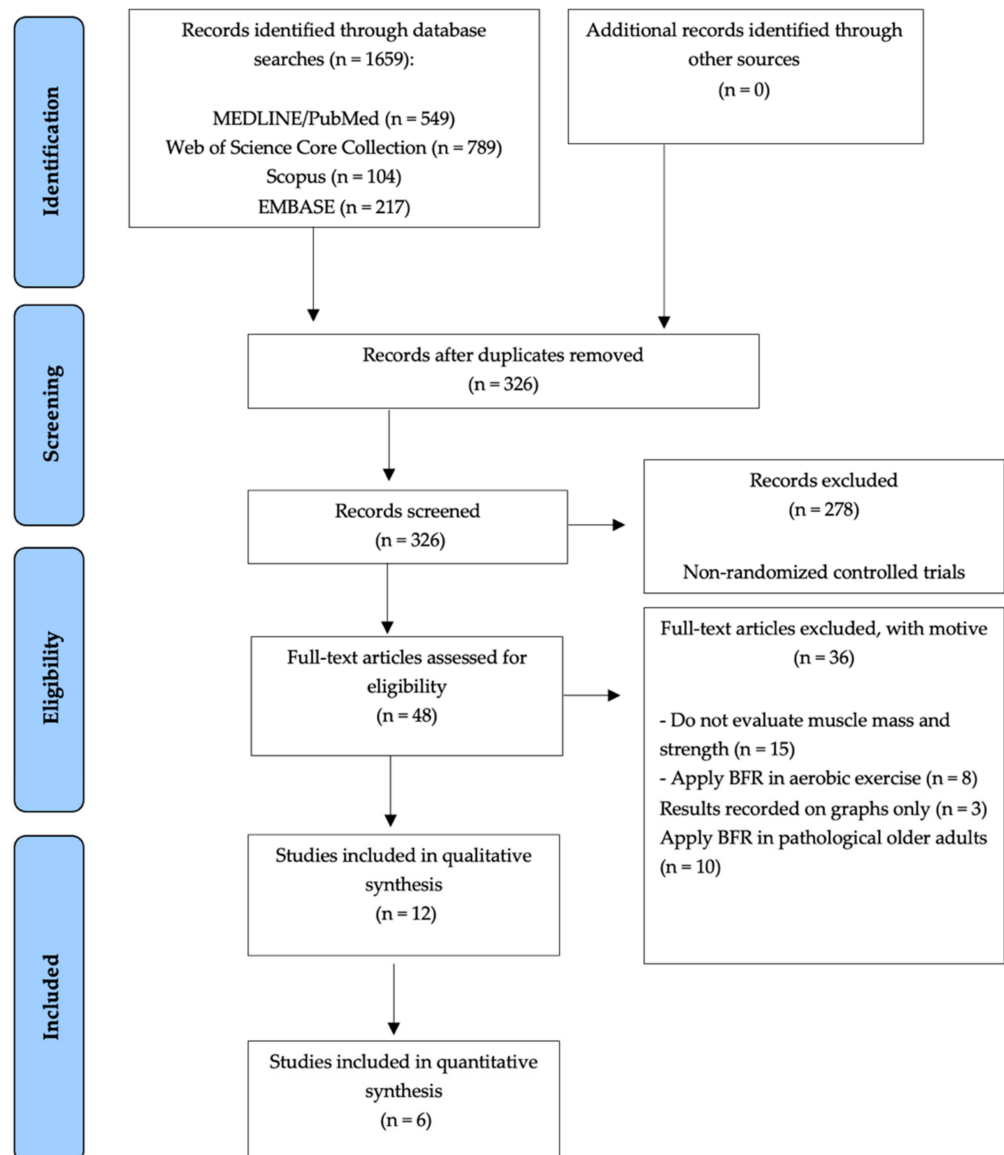 Identification
Records identified through database
searches (n = 1659):
MEDLINE/PubMed (n = 549)
Web of Science Core Collection (n = 789)
Scopus (n = 104)
EMBASE (n = 217)
Additional records identified through
other sources
(n = 0)
Screening
Records after duplicates removed
(n = 326)
Records screened
(n = 326)
Records excluded
(n = 278)
Non-randomized controlled trials
Eligibility
Full-text articles assessed for
eligibility
(n = 48)
Full-text articles excluded, with motive
(n = 36)
- Do not evaluate muscle mass and
strength (n = 15)
- Apply BFR in aerobic exercise (n = 8)
Results recorded on graphs only (n = 3)
Apply BFR in pathological older adults
(n = 10)
Included
Studies included in qualitative
synthesis
(n = 12)
Studies included in quantitative
synthesis
(n = 6)